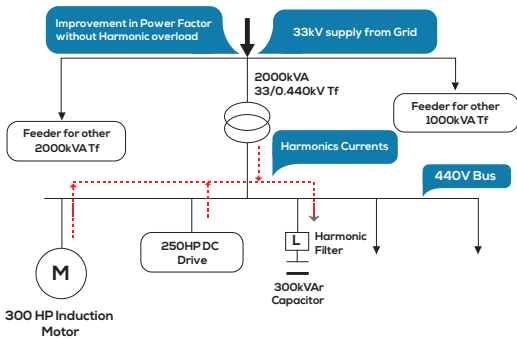 Improvement in Power Factor
without Harmonic overload
33kV supply from Grid
2000kVA
33/0.440kV Tf
Feeder for other
2000kVA Tf
Feeder for other
1000kVA Tf
Harmonics Currents
440V Bus
M
300 HP Induction
Motor
250HP DC
Drive
L
Harmonic
Filter
300kVAr
Capacitor